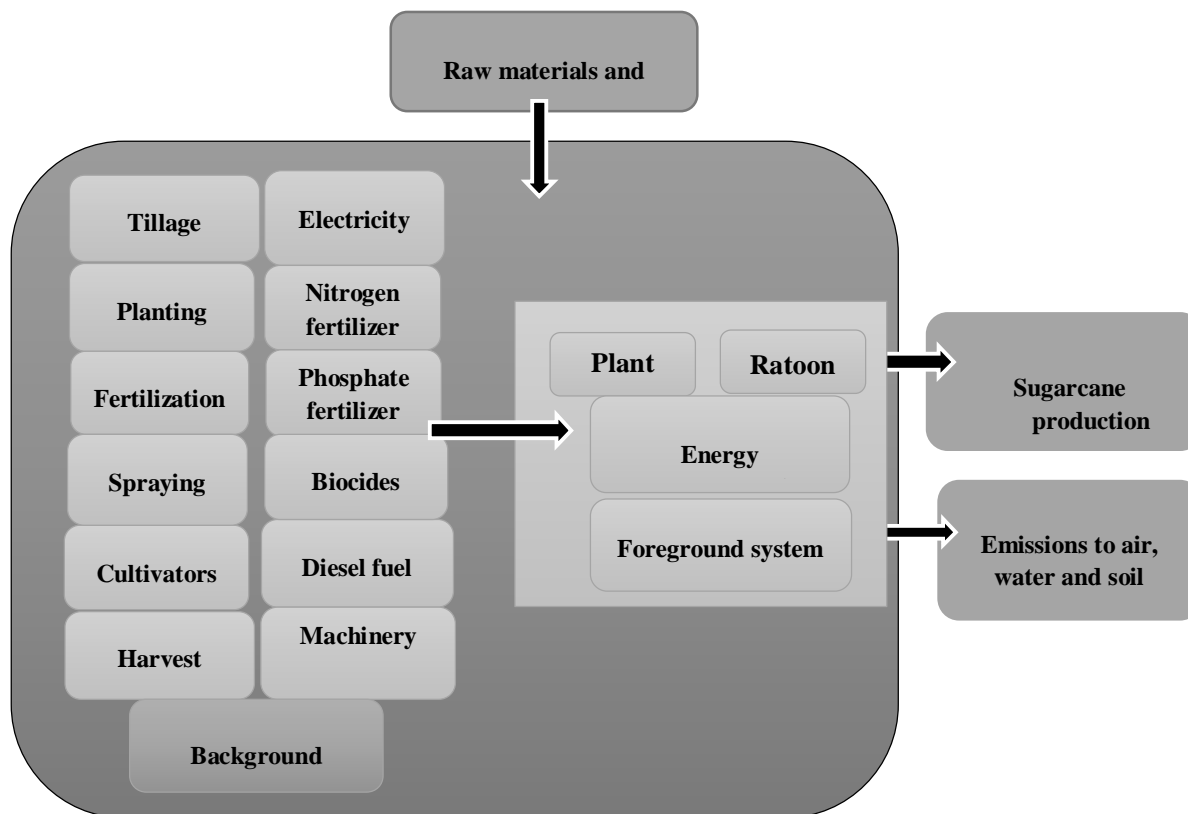 Raw materials and
Tillage
Electricity
Planting
Nitrogen
fertilizer
Fertilization
Phosphate
fertilizer
Spraying
Biocides
Cultivators
Diesel fuel
Harvest
Machinery
Background
Plant
Ratoon
Energy
Foreground system
Sugarcane
production
Emissions to air,
water and soil